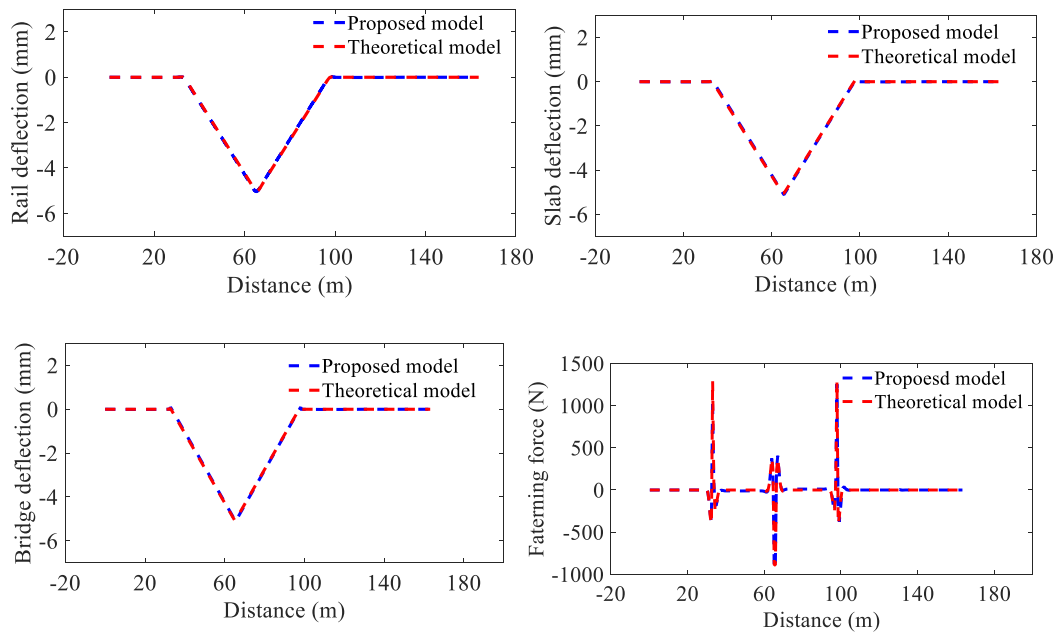 Rail deflection (mm)
2
0
-2
-4
-6
Proposed model
Theoretical model
-20 20 60 100 140 180
Distance (m)
Slab deflection (mm)
2
0
-2
-4
-6
Proposed model
Theoretical model
-20 20 60 100 140 180
Distance (m)
Bridge deflection (mm)
2
0
-2
-4
-6
Proposed model
Theoretical model
-20 20 60 100 140 180
Distance (m)
Faterning force (N)
1500
1000
500
0
-500
-1000
Propoesd model
Theoretical model
-20 20 60 100 140 180
Distance (m)